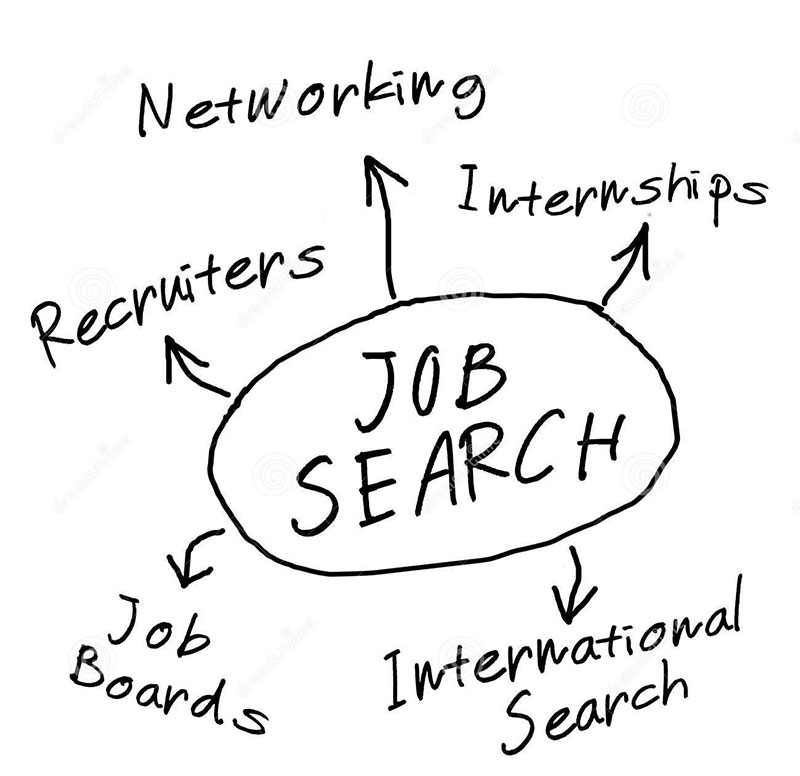 Networking
Internships
Recruiters
JOB
SEARCH
Job
Boards
International
Search